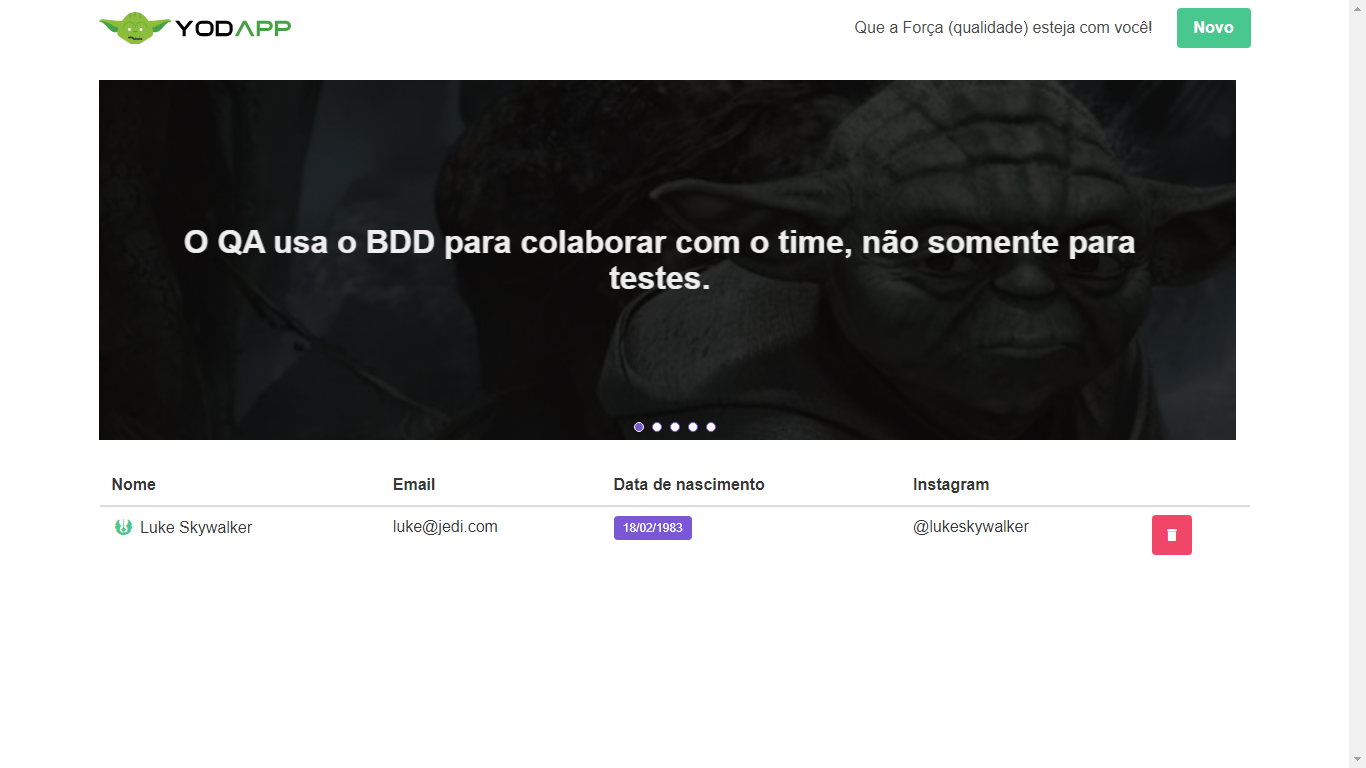 YODAPP
Que a Força (qualidade) esteja com você!
Novo
O QA usa o BDD para colaborar com o time, não somente para
testes.
Nome Email Data de nascimento Instagram
Luke Skywalker luke@jedi.com 18/02/1983 @lukeskywalker